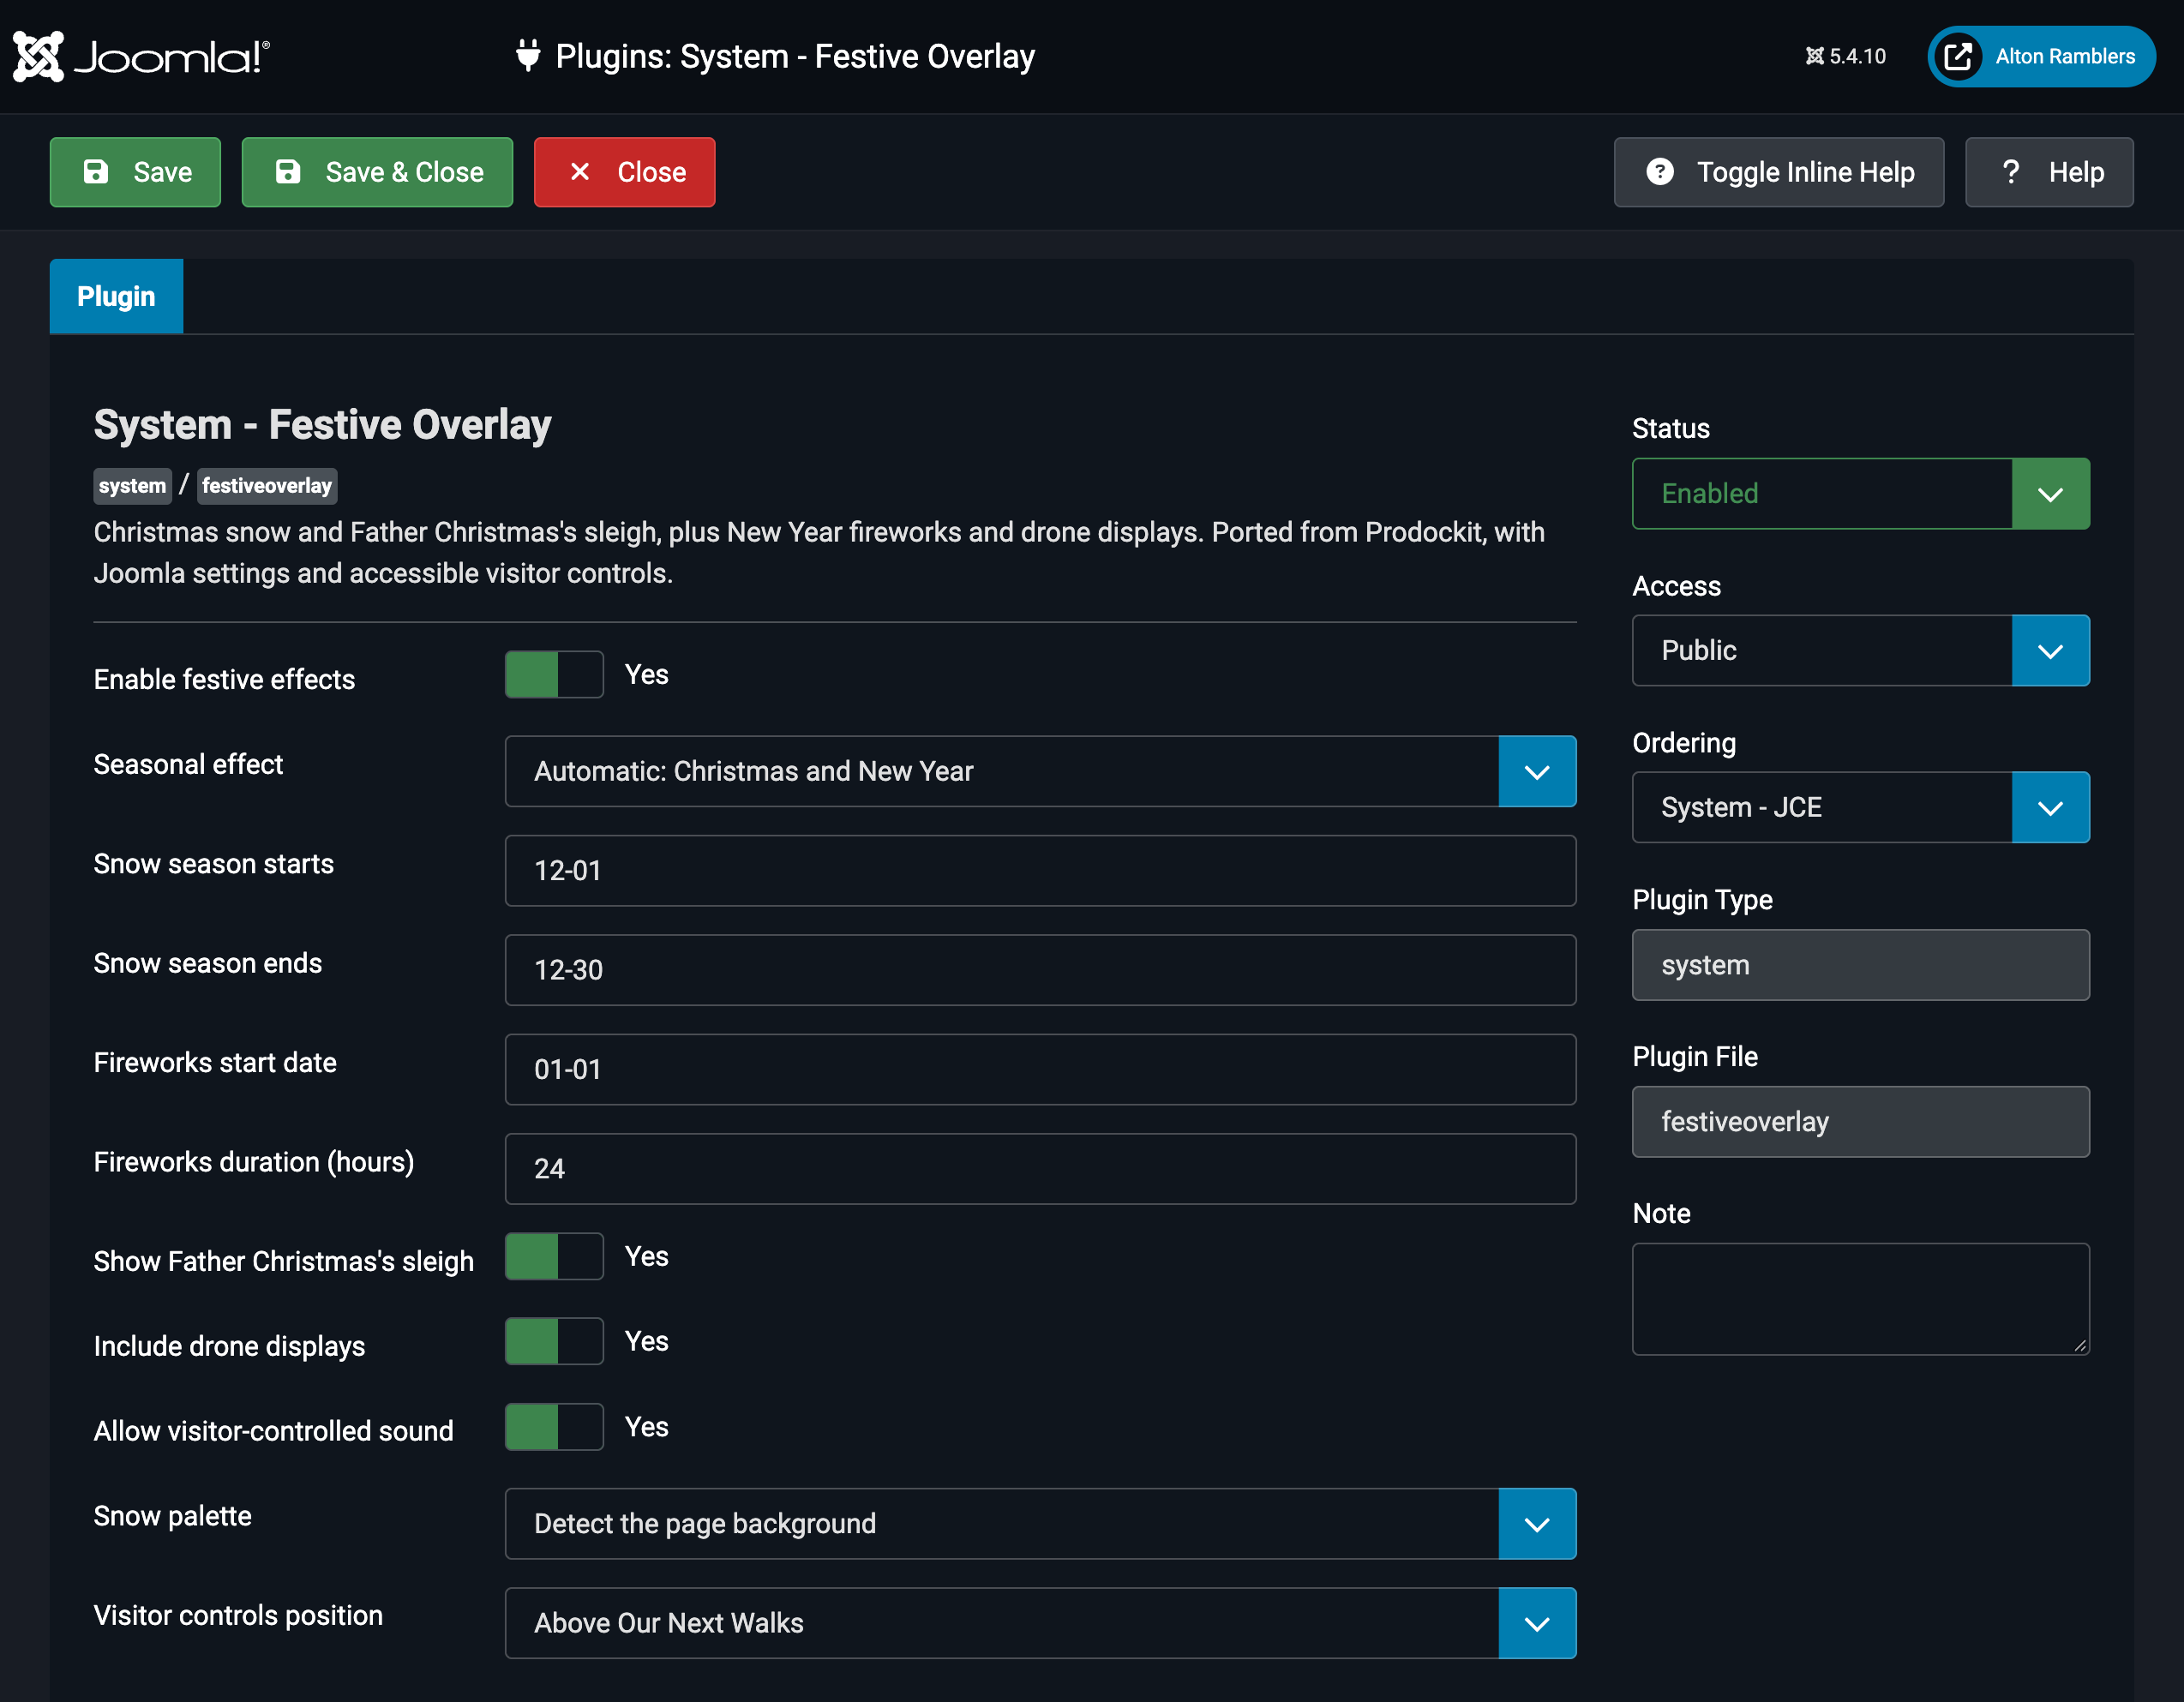 Joomla!®
Plugins: System - Festive Overlay
5.4.10
Alton Ramblers
Save
Save & Close
Close
Toggle Inline Help
? Help
Plugin
System - Festive Overlay
system / festiveoverlay
Christmas snow and Father Christmas's sleigh, plus New Year fireworks and drone displays. Ported from Prodockit, with
Joomla settings and accessible visitor controls.
Enable festive effects
Yes
Seasonal effect
Automatic: Christmas and New Year
Snow season starts
12-01
Snow season ends
12-30
Fireworks start date
01-01
Fireworks duration (hours)
24
Show Father Christmas's sleigh
Yes
Include drone displays
Yes
Allow visitor-controlled sound
Yes
Snow palette
Detect the page background
Visitor controls position
Above Our Next Walks
Status
Enabled
Access
Public
Ordering
System - JCE
Plugin Type
system
Plugin File
festiveoverlay
Note